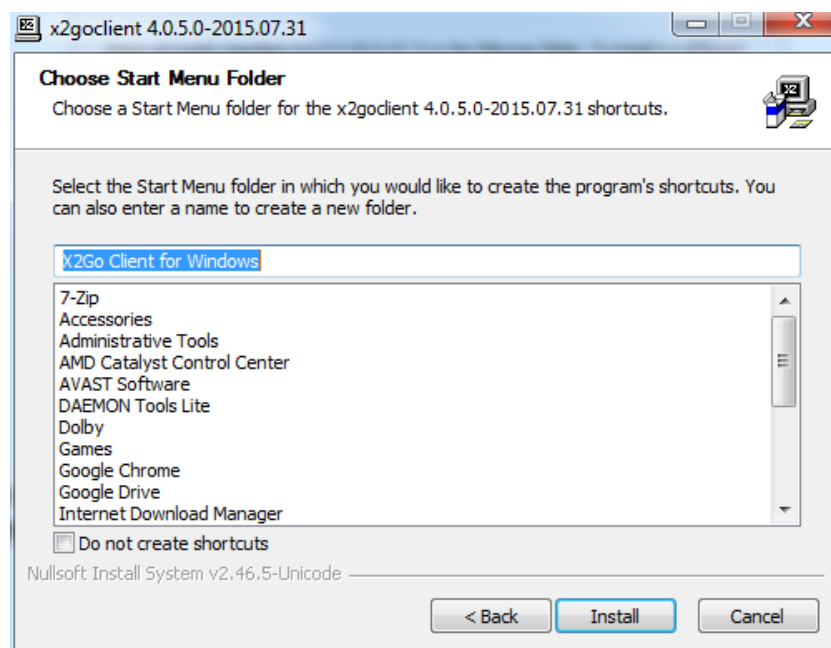 x2goclient 4.0.5.0-2015.07.31
Choose Start Menu Folder
Choose a Start Menu folder for the x2goclient 4.0.5.0-2015.07.31 shortcuts.
X2
Select the Start Menu folder in which you would like to create the program's shortcuts. You
can also enter a name to create a new folder.
X2Go Client for Windows
7-Zip
Accessories
Administrative Tools
AMD Catalyst Control Center
AVAST Software
DAEMON Tools Lite
Dolby
Games
Google Chrome
Google Drive
Internet Download Manager
Do not create shortcuts
Nullsoft Install System v2.46.5-Unicode
< Back
Install
Cancel